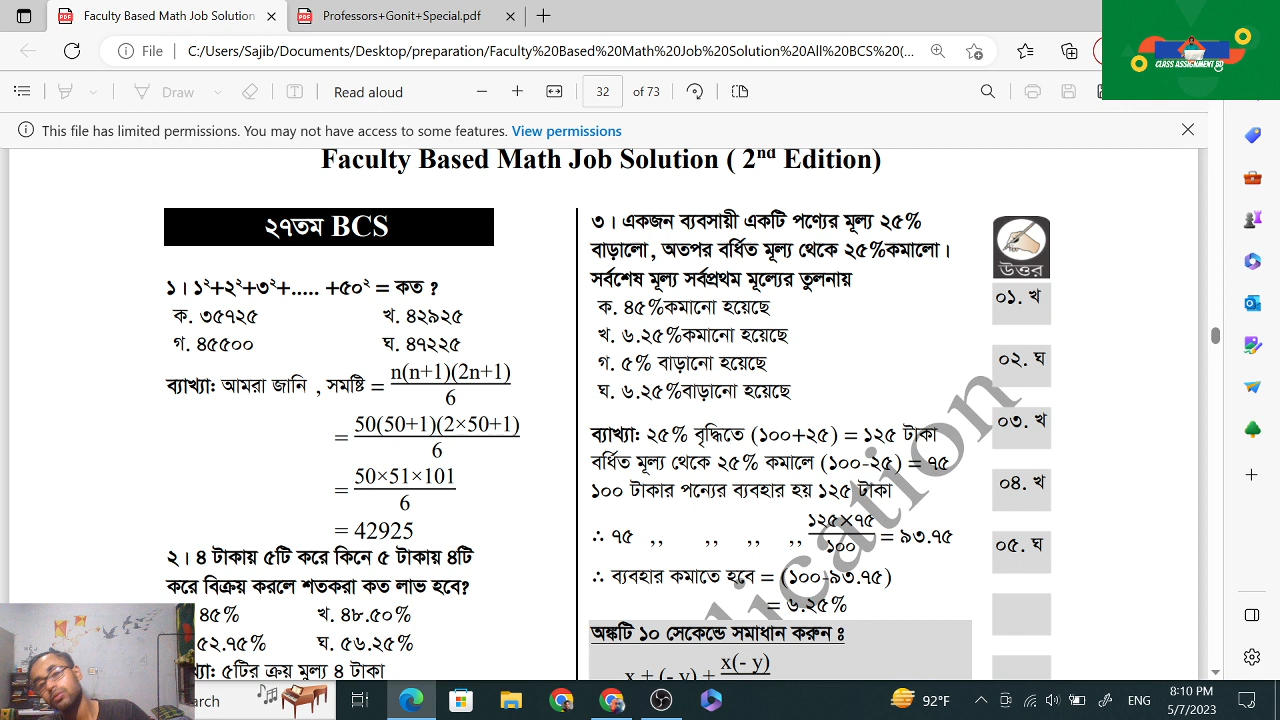 Faculty Based Math Job Solution
Professors+Gonit+Special.pdf
File
C:/Users/Sajib/Documents/Desktop/preparation/Faculty%20Based%20Math%20Job%20Solution%20All%20BCS%20(...
CLASS ASSIGNMENT BD
Draw
Read aloud
32
of 73
This file has limited permissions. You may not have access to some features. View permissions
Faculty Based Math Job Solution ( 2nd Edition)
২৭তম BCS
১। ১²+২²+৩²+..... +৫০² = কত ?
ক. ৩৫৭২৫ খ. ৪২৯২৫
গ. ৪৫৫০০ ঘ. ৪৭২২৫
ব্যাখ্যা: আমরা জানি , সমষ্টি = n(n+1)(2n+1)/6
= 50(50+1)(2×50+1)/6
= 50×51×101/6
= 42925
২। ৪ টাকায় ৫টি করে কিনে ৫ টাকায় ৪টি
করে বিক্রয় করলে শতকরা কত লাভ হবে?
৪৫% খ. ৪৮.৫০%
৫২.৭৫% ঘ. ৫৬.২৫%
৫টির ক্রয় মূল্য ৪ টাকা
৩। একজন ব্যবসায়ী একটি পণ্যের মূল্য ২৫%
বাড়ালো, অতপর বর্ধিত মূল্য থেকে ২৫%কমালো।
সর্বশেষ মূল্য সর্বপ্রথম মূল্যের তুলনায়
ক. ৪৫%কমানো হয়েছে
খ. ৬.২৫%কমানো হয়েছে
গ. ৫% বাড়ানো হয়েছে
ঘ. ৬.২৫%বাড়ানো হয়েছে
ব্যাখ্যা: ২৫% বৃদ্ধিতে (১০০+২৫) = ১২৫ টাকা
বর্ধিত মূল্য থেকে ২৫% কমালে (১০০-২৫) = ৭৫
১০০ টাকার পন্যের ব্যবহার হয় ১২৫ টাকা
∴ ৭৫ ,, ,, ,, ,, ১২৫×৭৫/১০০ = ৯৩.৭৫
∴ ব্যবহার কমাতে হবে = (১০০-৯৩.৭৫)
= ৬.২৫%
অঙ্কটি ১০ সেকেন্ডে সমাধান করুন ঃ
x + (- y) + x(- y)
উত্তর
০১. খ
০২. ঘ
০৩. খ
০৪. খ
০৫. ঘ
lication
92°F
ENG
8:10 PM
5/7/2023